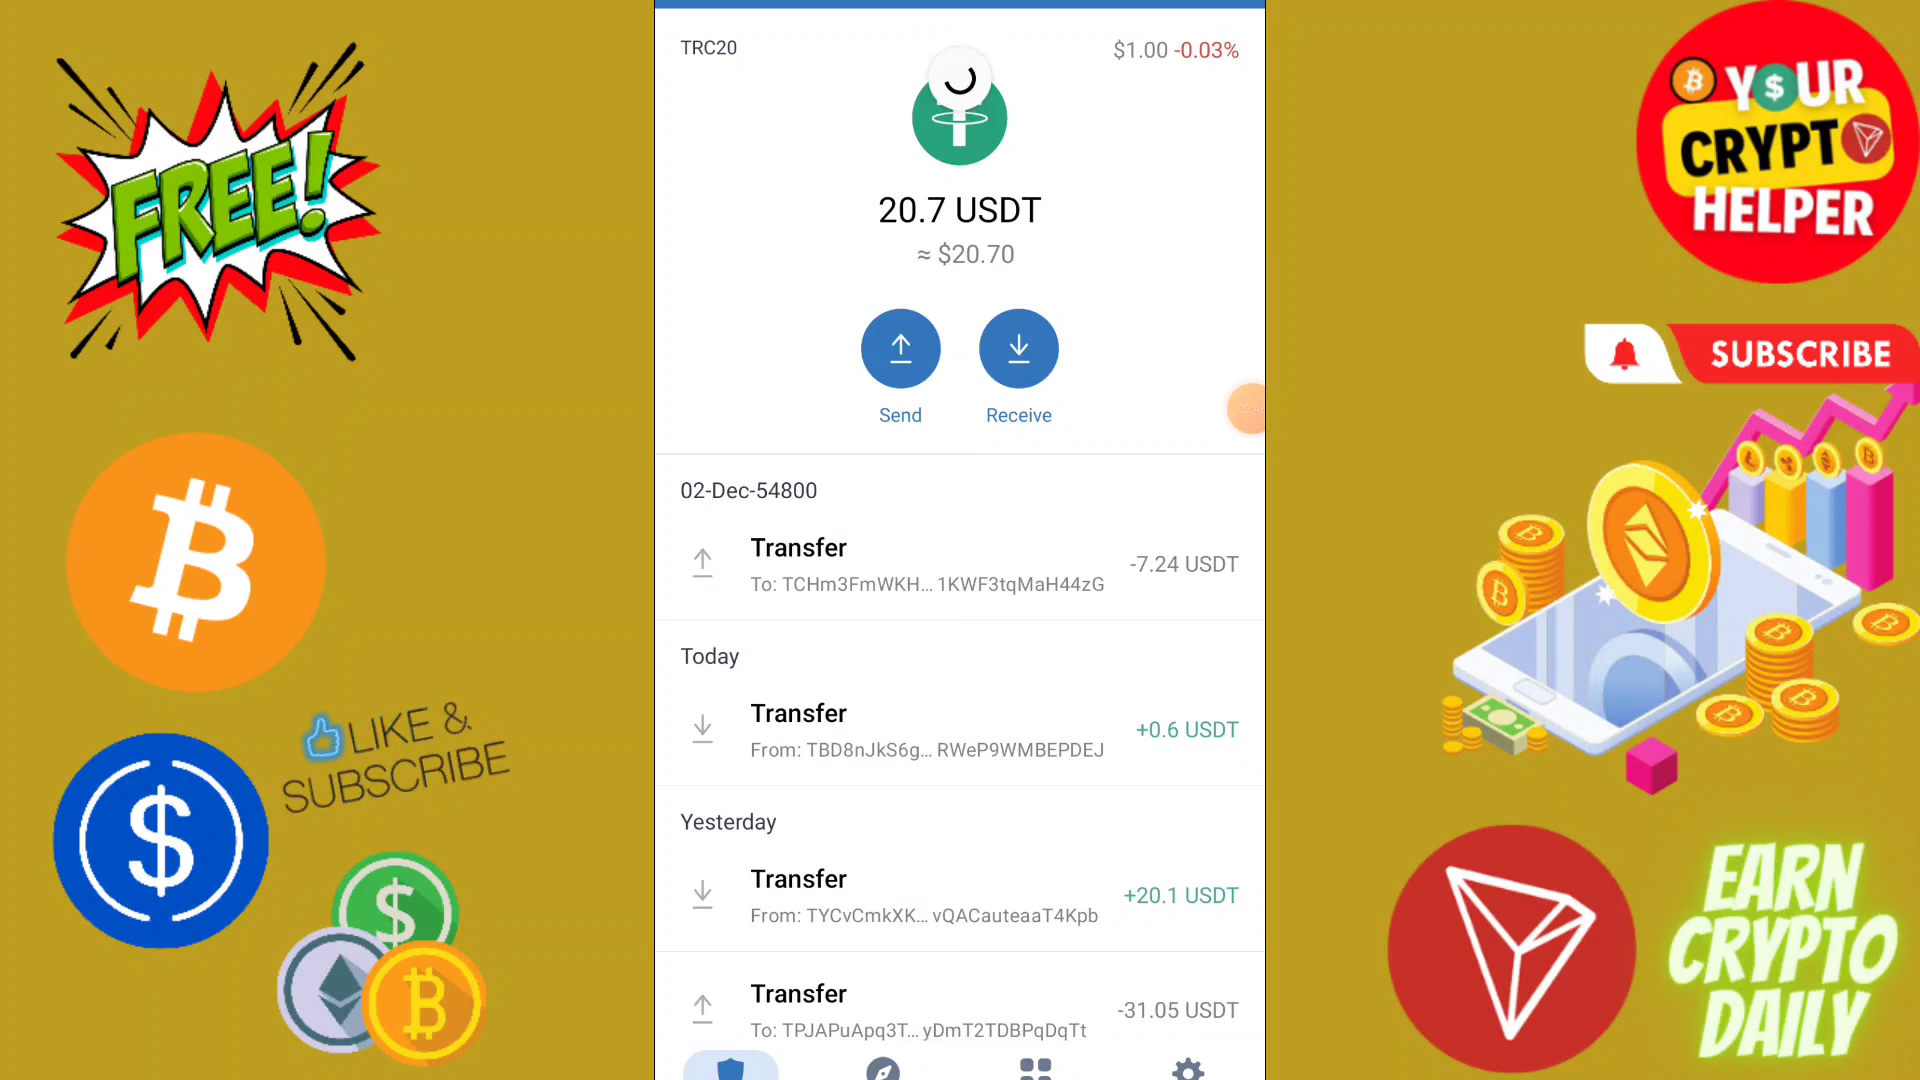 FREE!
LIKE &
SUBSCRIBE
TRC20
$1.00 -0.03%
20.7 USDT
≈ $20.70
Send
Receive
02-Dec-54800
Transfer
-7.24 USDT
To: TCHm3FmWKH... 1KWF3tqMaH44zG
Today
Transfer
+0.6 USDT
From: TBD8nJkS6g... RWeP9WMBEPDEJ
Yesterday
Transfer
+20.1 USDT
From: TYCvCmkXK... vQACauteaaT4Kpb
Transfer
-31.05 USDT
To: TPJAPuApq3T... yDmT2TDBPqDqTt
Y$UR
CRYPT
HELPER
SUBSCRIBE
EARN
CRYPTO
DAILY